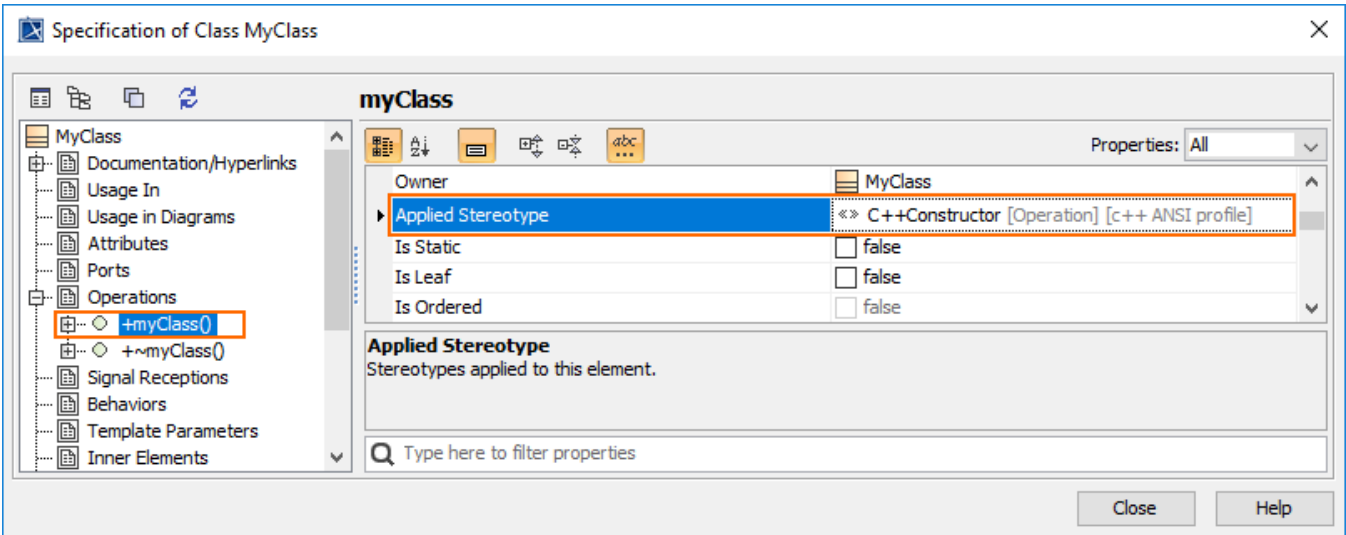 Specification of Class MyClass
myClass
Properties: All
MyClass
Documentation/Hyperlinks
Usage In
Usage in Diagrams
Attributes
Ports
Operations
+myClass()
+~myClass()
Signal Receptions
Behaviors
Template Parameters
Inner Elements
A
Z
abc
Owner MyClass
Applied Stereotype «» C++Constructor [Operation] [c++ ANSI profile]
Is Static false
Is Leaf false
Is Ordered false
Applied Stereotype
Stereotypes applied to this element.
Type here to filter properties
Close Help